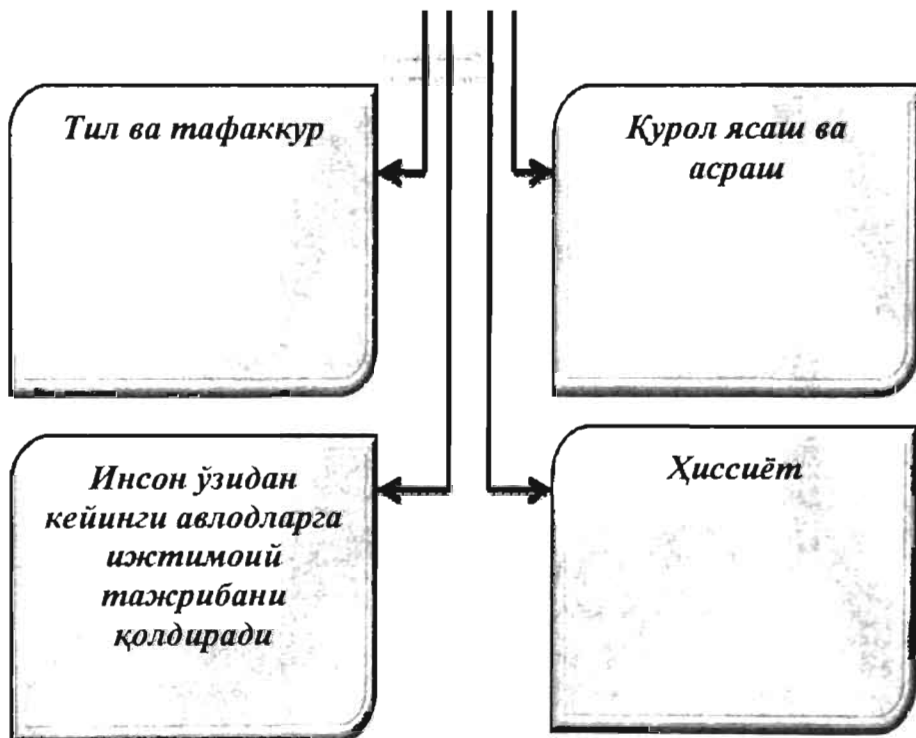 Тил ва тафаккур
Қурол ясаш ва
асраш
Инсон ўзидан
кейинги авлодларга
ижтимоий
тажрибани
қолдиради
Ҳиссиёт